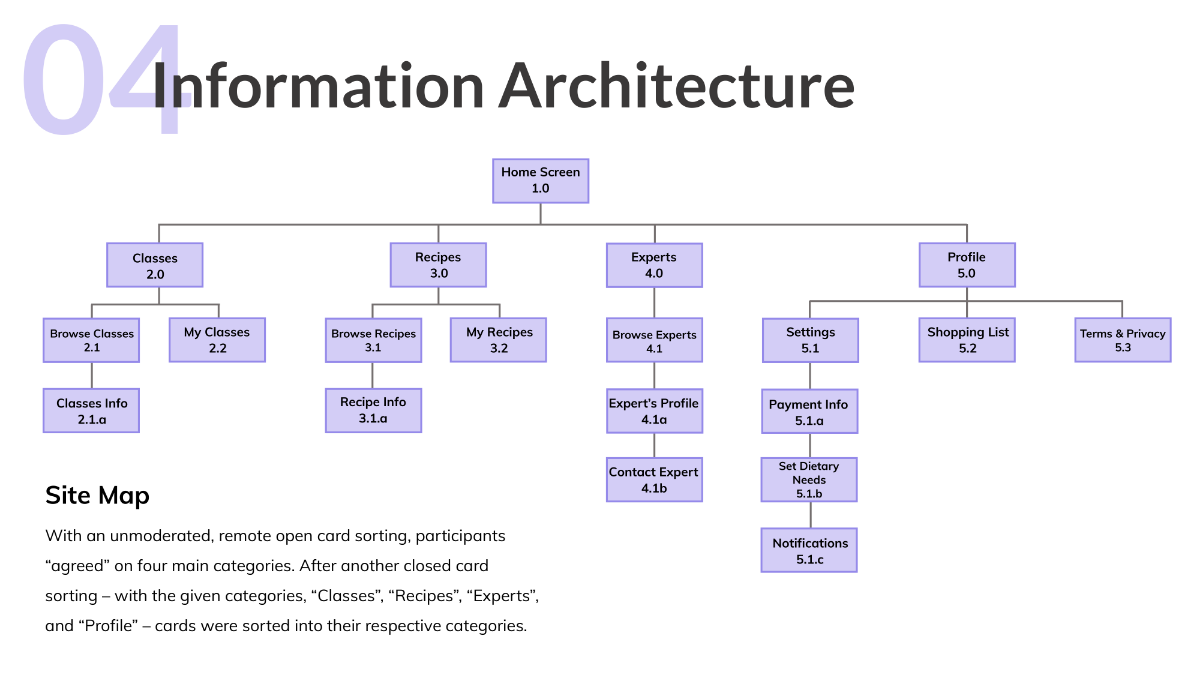 04
Information Architecture
Home Screen
1.0
Classes
2.0
Recipes
3.0
Experts
4.0
Profile
5.0
Browse Classes
2.1
My Classes
2.2
Browse Recipes
3.1
My Recipes
3.2
Browse Experts
4.1
Settings
5.1
Shopping List
5.2
Terms & Privacy
5.3
Classes Info
2.1.a
Recipe Info
3.1.a
Expert's Profile
4.1a
Payment Info
5.1.a
Contact Expert
4.1b
Set Dietary
Needs
5.1.b
Notifications
5.1.c
Site Map
With an unmoderated, remote open card sorting, participants
“agreed” on four main categories. After another closed card
sorting – with the given categories, “Classes”, “Recipes”, “Experts”,
and “Profile” – cards were sorted into their respective categories.